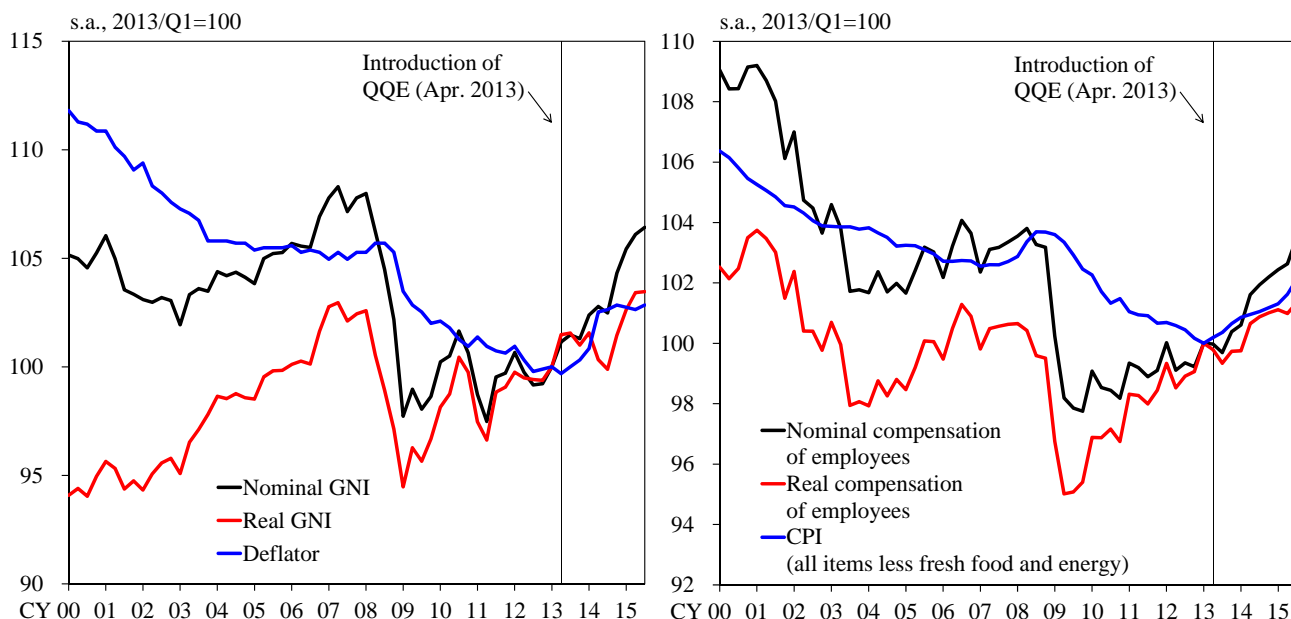 s.a., 2013/Q1=100
115
110
105
100
95
90
Introduction of
QQE (Apr. 2013)
Nominal GNI
Real GNI
Deflator
CY 00 01 02 03 04 05 06 07 08 09 10 11 12 13 14 15
s.a., 2013/Q1=100
110
108
106
104
102
100
98
96
94
92
Introduction of
QQE (Apr. 2013)
Nominal compensation
of employees
Real compensation
of employees
CPI
(all items less fresh food and energy)
CY 00 01 02 03 04 05 06 07 08 09 10 11 12 13 14 15